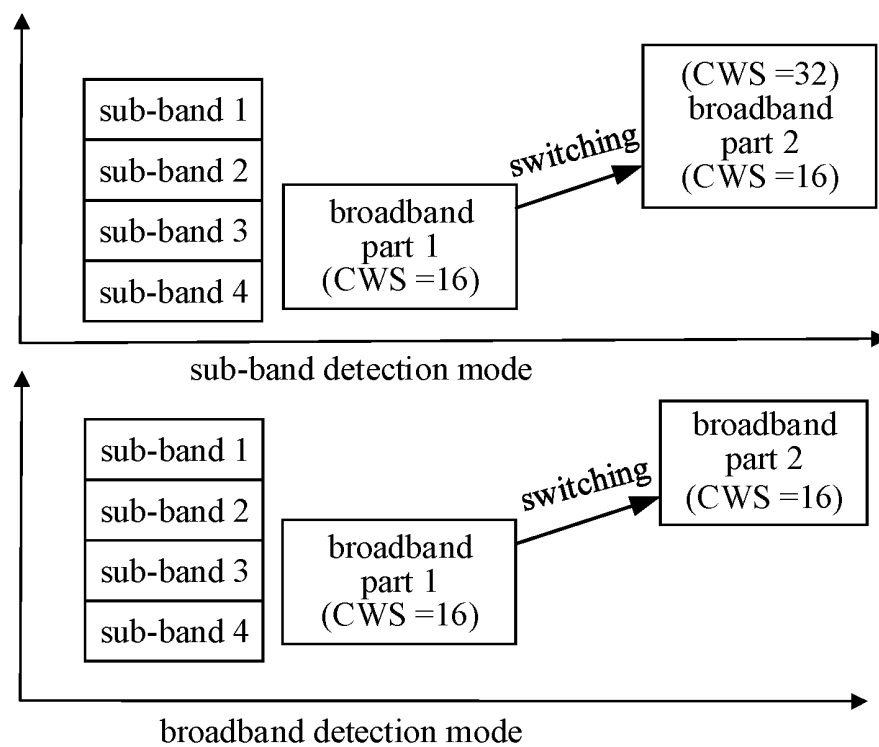 sub-band 1
sub-band 2
sub-band 3
sub-band 4
broadband
part 1
(CWS =16)
switching
(CWS =32)
broadband
part 2
(CWS =16)
sub-band detection mode
sub-band 1
sub-band 2
sub-band 3
sub-band 4
broadband
part 1
(CWS =16)
switching
broadband
part 2
(CWS =16)
broadband detection mode